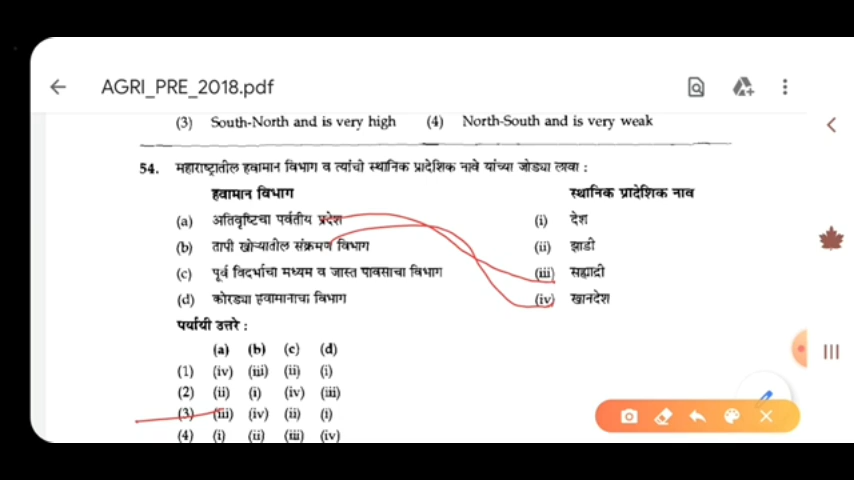 AGRI_PRE_2018.pdf
(3) South-North and is very high (4) North-South and is very weak
54. महाराष्ट्रातील हवामान विभाग व त्यांची स्थानिक प्रादेशिक नावे यांच्या जोड्या लावा :
हवामान विभाग स्थानिक प्रादेशिक नाव
(a) अतिवृष्टिचा पर्वतीय प्रदेश (i) देश
(b) तापी खोऱ्यातील संक्रमण विभाग (ii) झाडी
(c) पूर्व विदर्भाचा मध्यम व जास्त पावसाचा विभाग (iii) सह्याद्री
(d) कोरड्या हवामानाचा विभाग (iv) खानदेश
पर्यायी उत्तरे :
(a) (b) (c) (d)
(1) (iv) (iii) (ii) (i)
(2) (ii) (i) (iv) (iii)
(3) (iii) (iv) (ii) (i)
(4) (i) (ii) (iii) (iv)